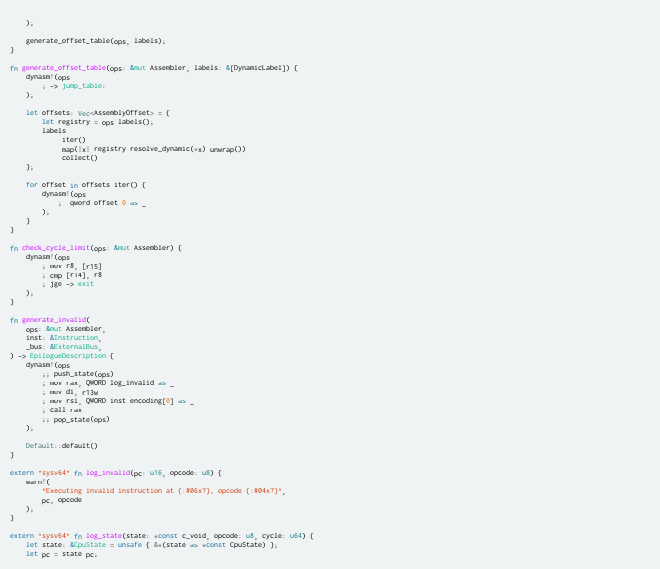 );
generate_offset_table(ops, labels);
}
fn generate_offset_table(ops: &mut Assembler, labels: &[DynamicLabel]) {
dynasm!(ops
; -> jump_table:
);
let offsets: Vec<AssemblyOffset> = {
let registry = ops labels();
labels
iter()
map(|x| registry resolve_dynamic(*x) unwrap())
collect()
};
for offset in offsets iter() {
dynasm!(ops
; qword offset 0 => _
);
}
}
fn check_cycle_limit(ops: &mut Assembler) {
dynasm!(ops
; mov r8, [r15]
; cmp [r14], r8
; jge -> exit
);
}
fn generate_invalid(
ops: &mut Assembler,
inst: &Instruction,
_bus: &ExternalBus,
) -> EpilogueDescription {
dynasm!(ops
;; push_state(ops)
; mov rax, QWORD log_invalid => _
; mov di, r13w
; mov rsi, QWORD inst encoding[0] => _
; call rax
;; pop_state(ops)
);
Default::default()
}
extern "sysv64" fn log_invalid(pc: u16, opcode: u8) {
warn!(
"Executing invalid instruction at {:#06x?}, opcode {:#04x?}",
pc, opcode
);
}
extern "sysv64" fn log_state(state: *const c_void, opcode: u8, cycle: u64) {
let state: &CpuState = unsafe { &*(state => *const CpuState) };
let pc = state pc;